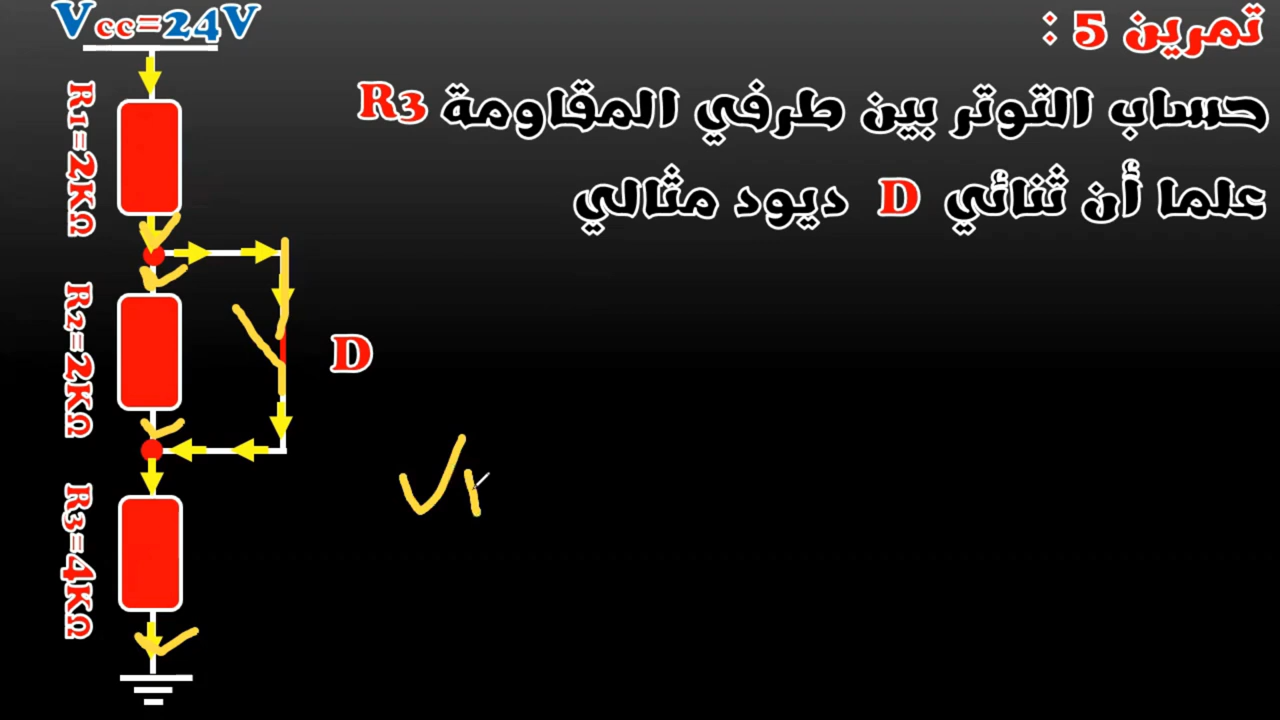 تمرين 5 :
حساب التوتر بين طرفي المقاومة R3
علما أن ثنائي D ديود مثالي
Vcc=24V
R1=2KΩ
R2=2KΩ
D
R3=4KΩ